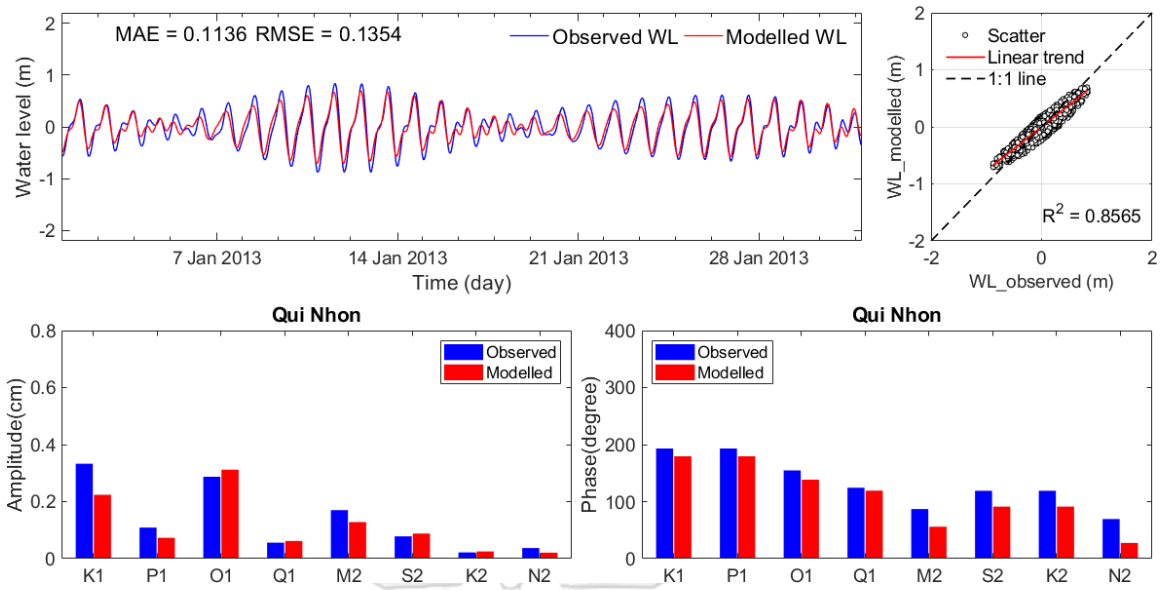 MAE = 0.1136 RMSE = 0.1354
Observed WL
Modelled WL
Water level (m)
2
1
0
-1
-2
7 Jan 2013
14 Jan 2013
21 Jan 2013
28 Jan 2013
Time (day)
Scatter
Linear trend
1:1 line
WL_modelled (m)
2
1
0
-1
-2
R² = 0.8565
-2
0
2
WL_observed (m)
Qui Nhon
Observed
Modelled
Amplitude(cm)
0.8
0.6
0.4
0.2
0
K1 P1 O1 Q1 M2 S2 K2 N2
Qui Nhon
Observed
Modelled
Phase(degree)
400
300
200
100
0
K1 P1 O1 Q1 M2 S2 K2 N2